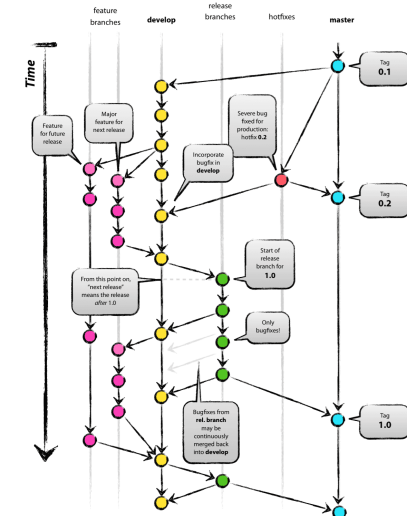 feature
branches
develop
release
branches
hotfixes
master
Time
Tag
0.1
Major
feature for
next release
Feature
for future
release
Severe bug
fixed for
production:
hotfix 0.2
Incorporate
bugfix in
develop
Tag
0.2
Start of
release
branch for
1.0
From this point on,
"next release"
means the release
after 1.0
Only
bugfixes!
Bugfixes from
rel. branch
may be
continuously
merged back
into develop
Tag
1.0